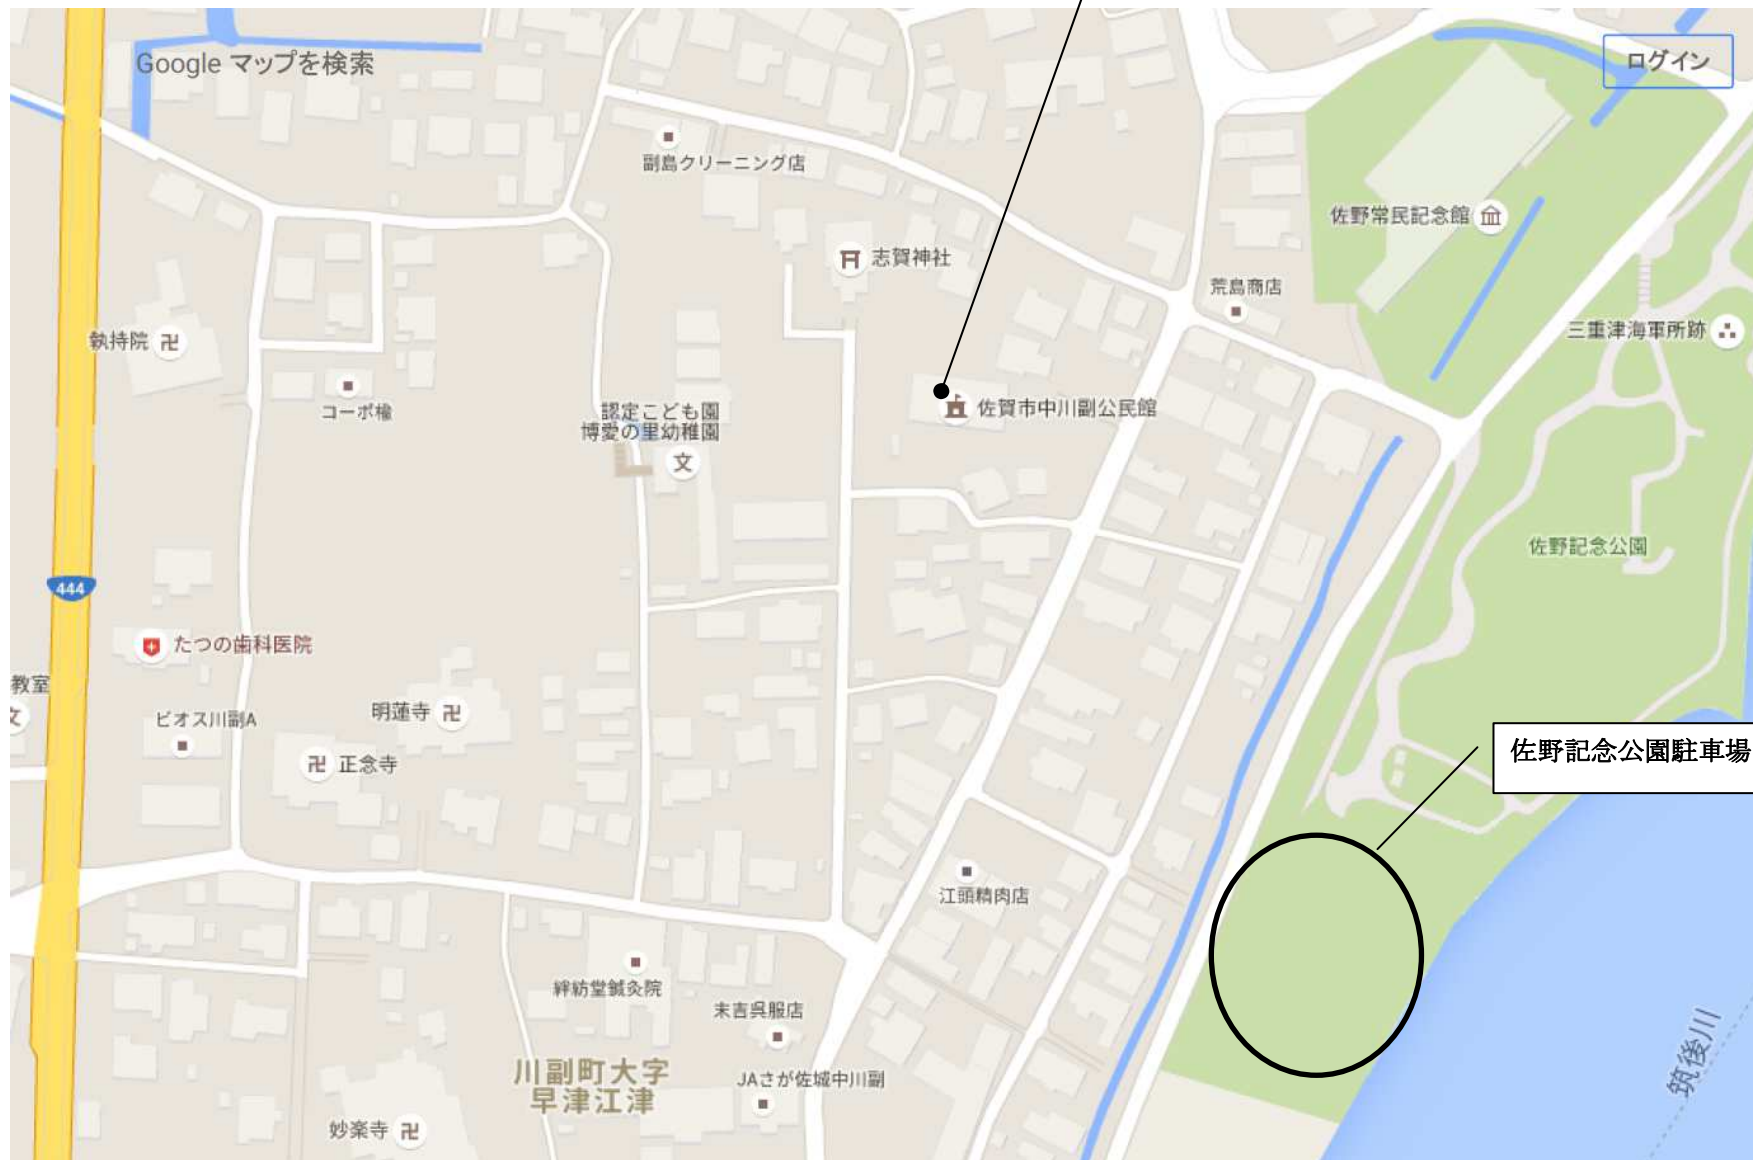 Google マップを検索
ログイン
副島クリーニング店
佐野常民記念館
志賀神社
荒島商店
三重津海軍所跡
執持院
コーポ楡
認定こども園
博愛の里幼稚園
文
佐賀市中川副公民館
佐野記念公園
444
たつの歯科医院
教室
文
ビオス川副A
明蓮寺
正念寺
佐野記念公園駐車場
江頭精肉店
絆紡堂鍼灸院
末吉呉服店
川副町大字
早津江津
JAさが佐城中川副
筑後川
妙楽寺